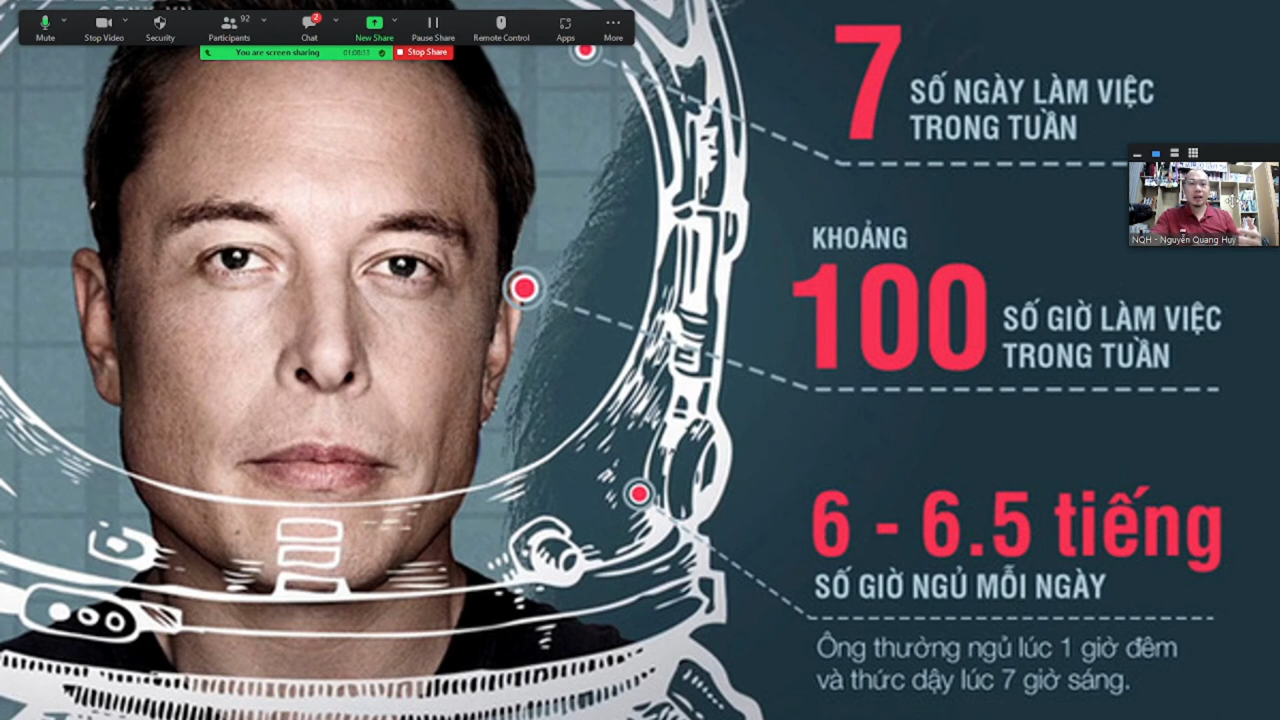 92
2
Mute
Stop Video
Security
Participants
Chat
New Share
Pause Share
Remote Control
Apps
More
You are screen sharing
01:08:33
Stop Share
7
SỐ NGÀY LÀM VIỆC
TRONG TUẦN
NQH - Nguyễn Quang Huy
KHOẢNG
100
SỐ GIỜ LÀM VIỆC
TRONG TUẦN
6 - 6.5 tiếng
SỐ GIỜ NGỦ MỖI NGÀY
Ông thường ngủ lúc 1 giờ đêm
và thức dậy lúc 7 giờ sáng.